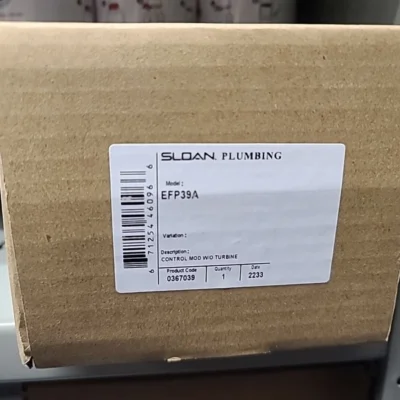 SLOAN. PLUMBING
Model :
EFP39A
Variation :
Description :
CONTROL MOD W/O TURBINE
Product Code Quantity Date
0367039 1 2233
6 71254 46096 6